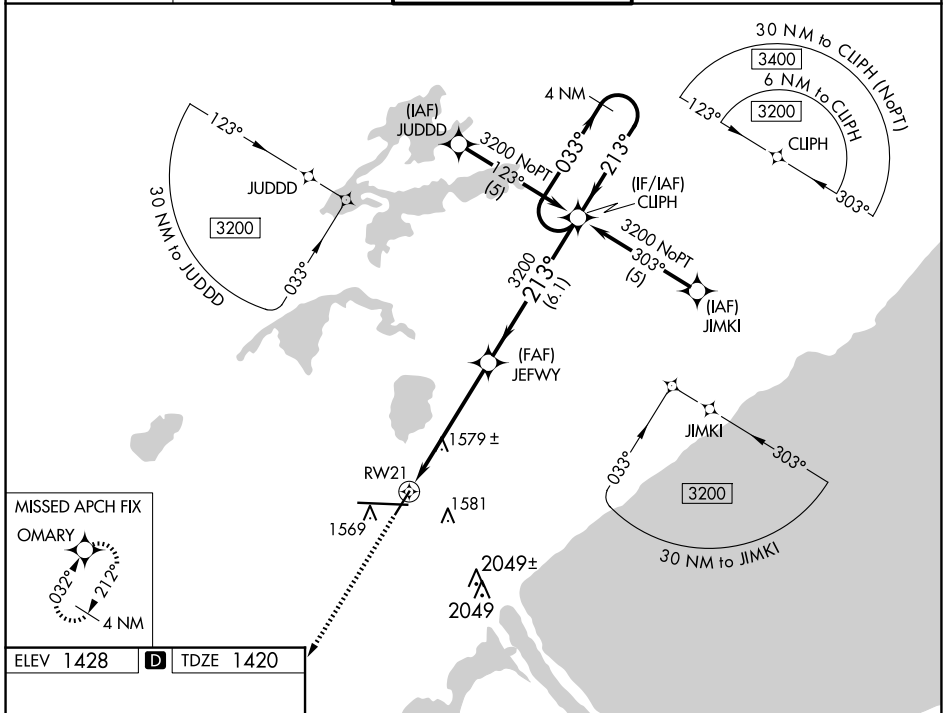 30 NM to CLIPH (NoPT)
3400
6 NM to CLIPH
3200
123°
CLIPH
303°
4 NM
(IAF)
JUDDD
3200 NoPT
123°
(5)
033°
213°
(IF/IAF)
CLIPH
123°
JUDDD
3200
30 NM to JUDDD
033°
3200 NoPT
303°
(5)
(IAF)
JIMKI
3200
213°
(6.1)
(FAF)
JEFWY
JIMKI
033°
303°
3200
30 NM to JIMKI
1579 ±
RW21
1581
1569
2049±
2049
MISSED APCH FIX
OMARY
032°
212°
4 NM
ELEV 1428 D TDZE 1420